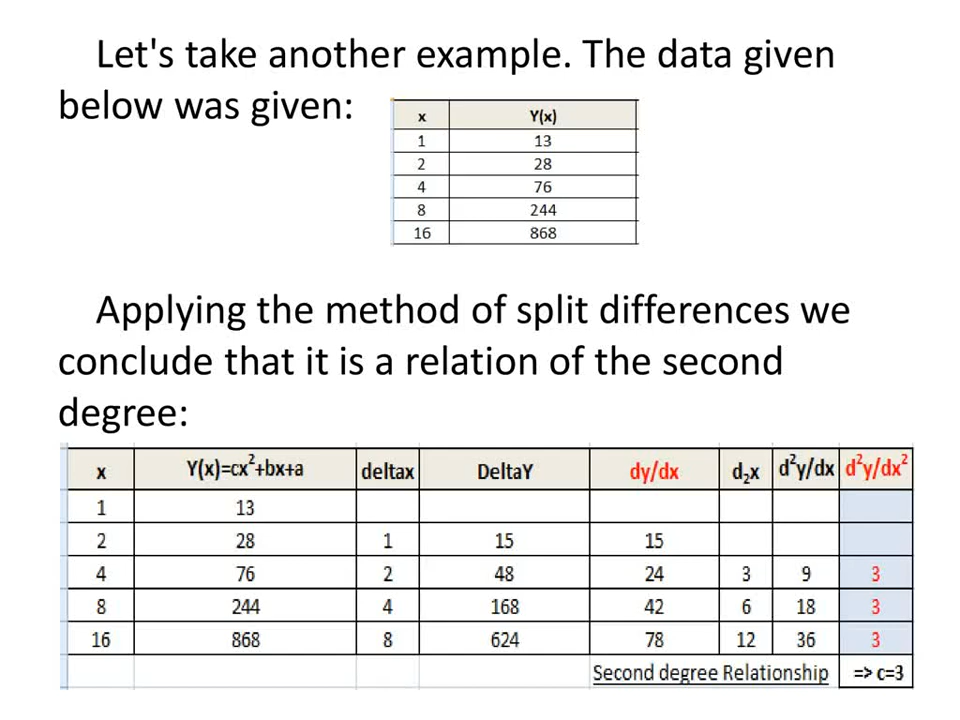 Let's take another example. The data given
below was given:
x Y(x)
1 13
2 28
4 76
8 244
16 868
Applying the method of split differences we
conclude that it is a relation of the second
degree:
x Y(x)=cx²+bx+a deltax DeltaY dy/dx d₂x d²y/dx d²y/dx²
1 13
2 28 1 15 15
4 76 2 48 24 3 9 3
8 244 4 168 42 6 18 3
16 868 8 624 78 12 36 3
Second degree Relationship => c=3